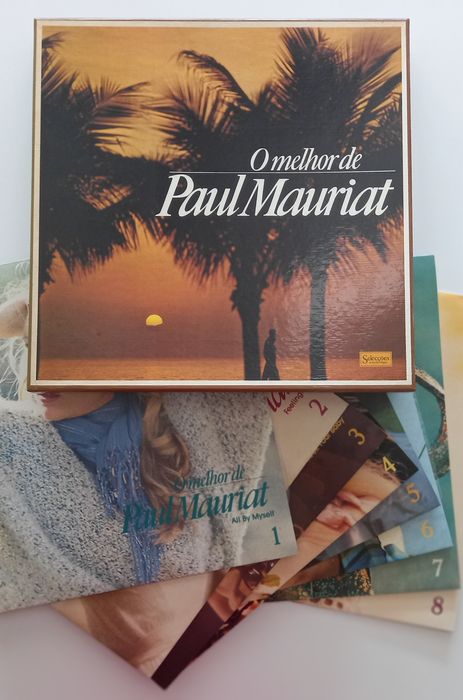 O melhor de
Paul Mauriat
Selecções
Feeling
2
3
4
O melhor de
Paul Mauriat
All By Myself
1
5
6
7
8